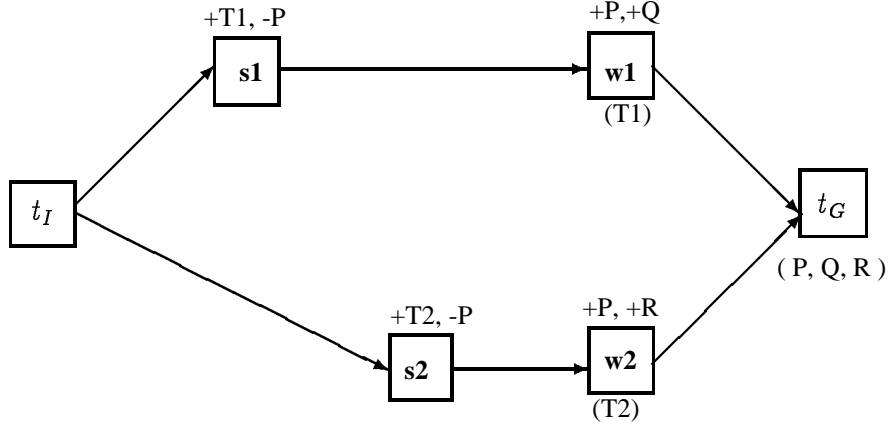 +T1, -P
+P,+Q
s1
w1
(T1)
t_I
t_G
( P, Q, R )
+T2, -P
+P, +R
s2
w2
(T2)